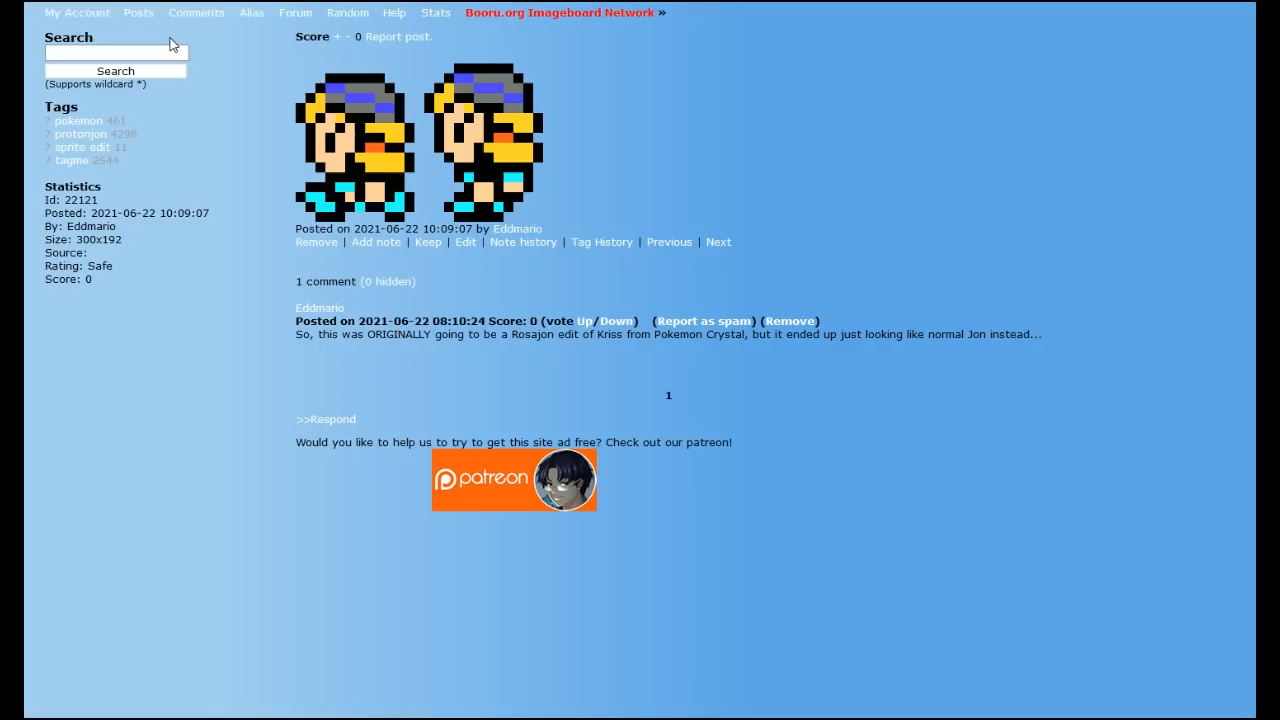 My Account Posts Comments Alias Forum Random Help Stats Booru.org Imageboard Network »
Search
Search
(Supports wildcard *)
Tags
? pokemon 461
? protonjon 4298
? sprite edit 11
? tagme 2544
Statistics
Id: 22121
Posted: 2021-06-22 10:09:07
By: Eddmario
Size: 300x192
Source:
Rating: Safe
Score: 0
Score + - 0 Report post.
Posted on 2021-06-22 10:09:07 by Eddmario
Remove | Add note | Keep | Edit | Note history | Tag History | Previous | Next
1 comment (0 hidden)
Eddmario
Posted on 2021-06-22 08:10:24 Score: 0 (vote Up/Down) (Report as spam) (Remove)
So, this was ORIGINALLY going to be a Rosajon edit of Kriss from Pokemon Crystal, but it ended up just looking like normal Jon instead...
1
>>Respond
Would you like to help us to try to get this site ad free? Check out our patreon!
patreon